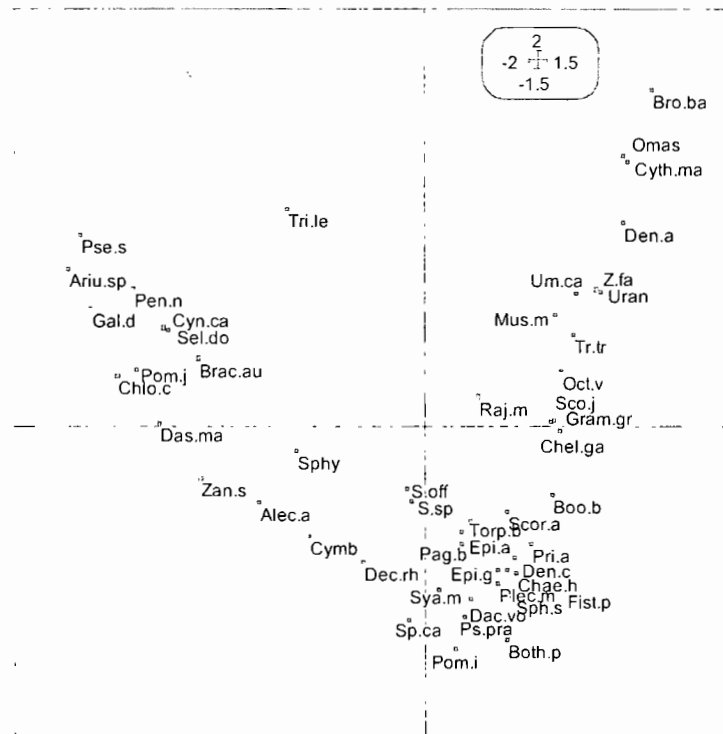 2
-2 1.5
-1.5
Bro.ba
Omas
Cyth.ma
Tri.le
Den.a
Pse.s
Ariu.sp
Pen.n
Um.ca
Z.fa
Uran
Gal.d
Cyn.ca
Mus.m
Sel.do
Tr.tr
Brac.au
Pom.j
Chlo.c
Oct.v
Raj.m
Sco.j
Gram.gr
Das.ma
Chel.ga
Sphy
Zan.s
S.off
S.sp
Boo.b
Alec.a
Scor.a
Torp.b
Cymb
Pag.b
Epi.a
Pri.a
Dec.rh
Epi.g
Den.c
Chae.h
Sya.m
Plec.m
Fist.p
Sph.s
Dac.vo
Sp.ca
Ps.pra
Pom.i
Both.p